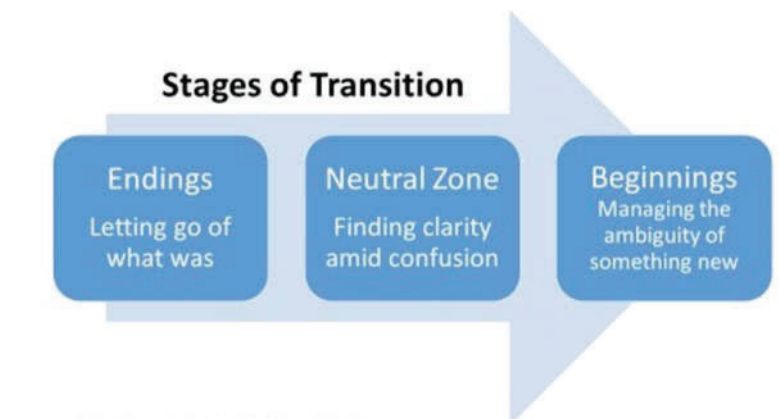 Stages of Transition
Endings
Letting go of
what was
Neutral Zone
Finding clarity
amid confusion
Beginnings
Managing the
ambiguity of
something new